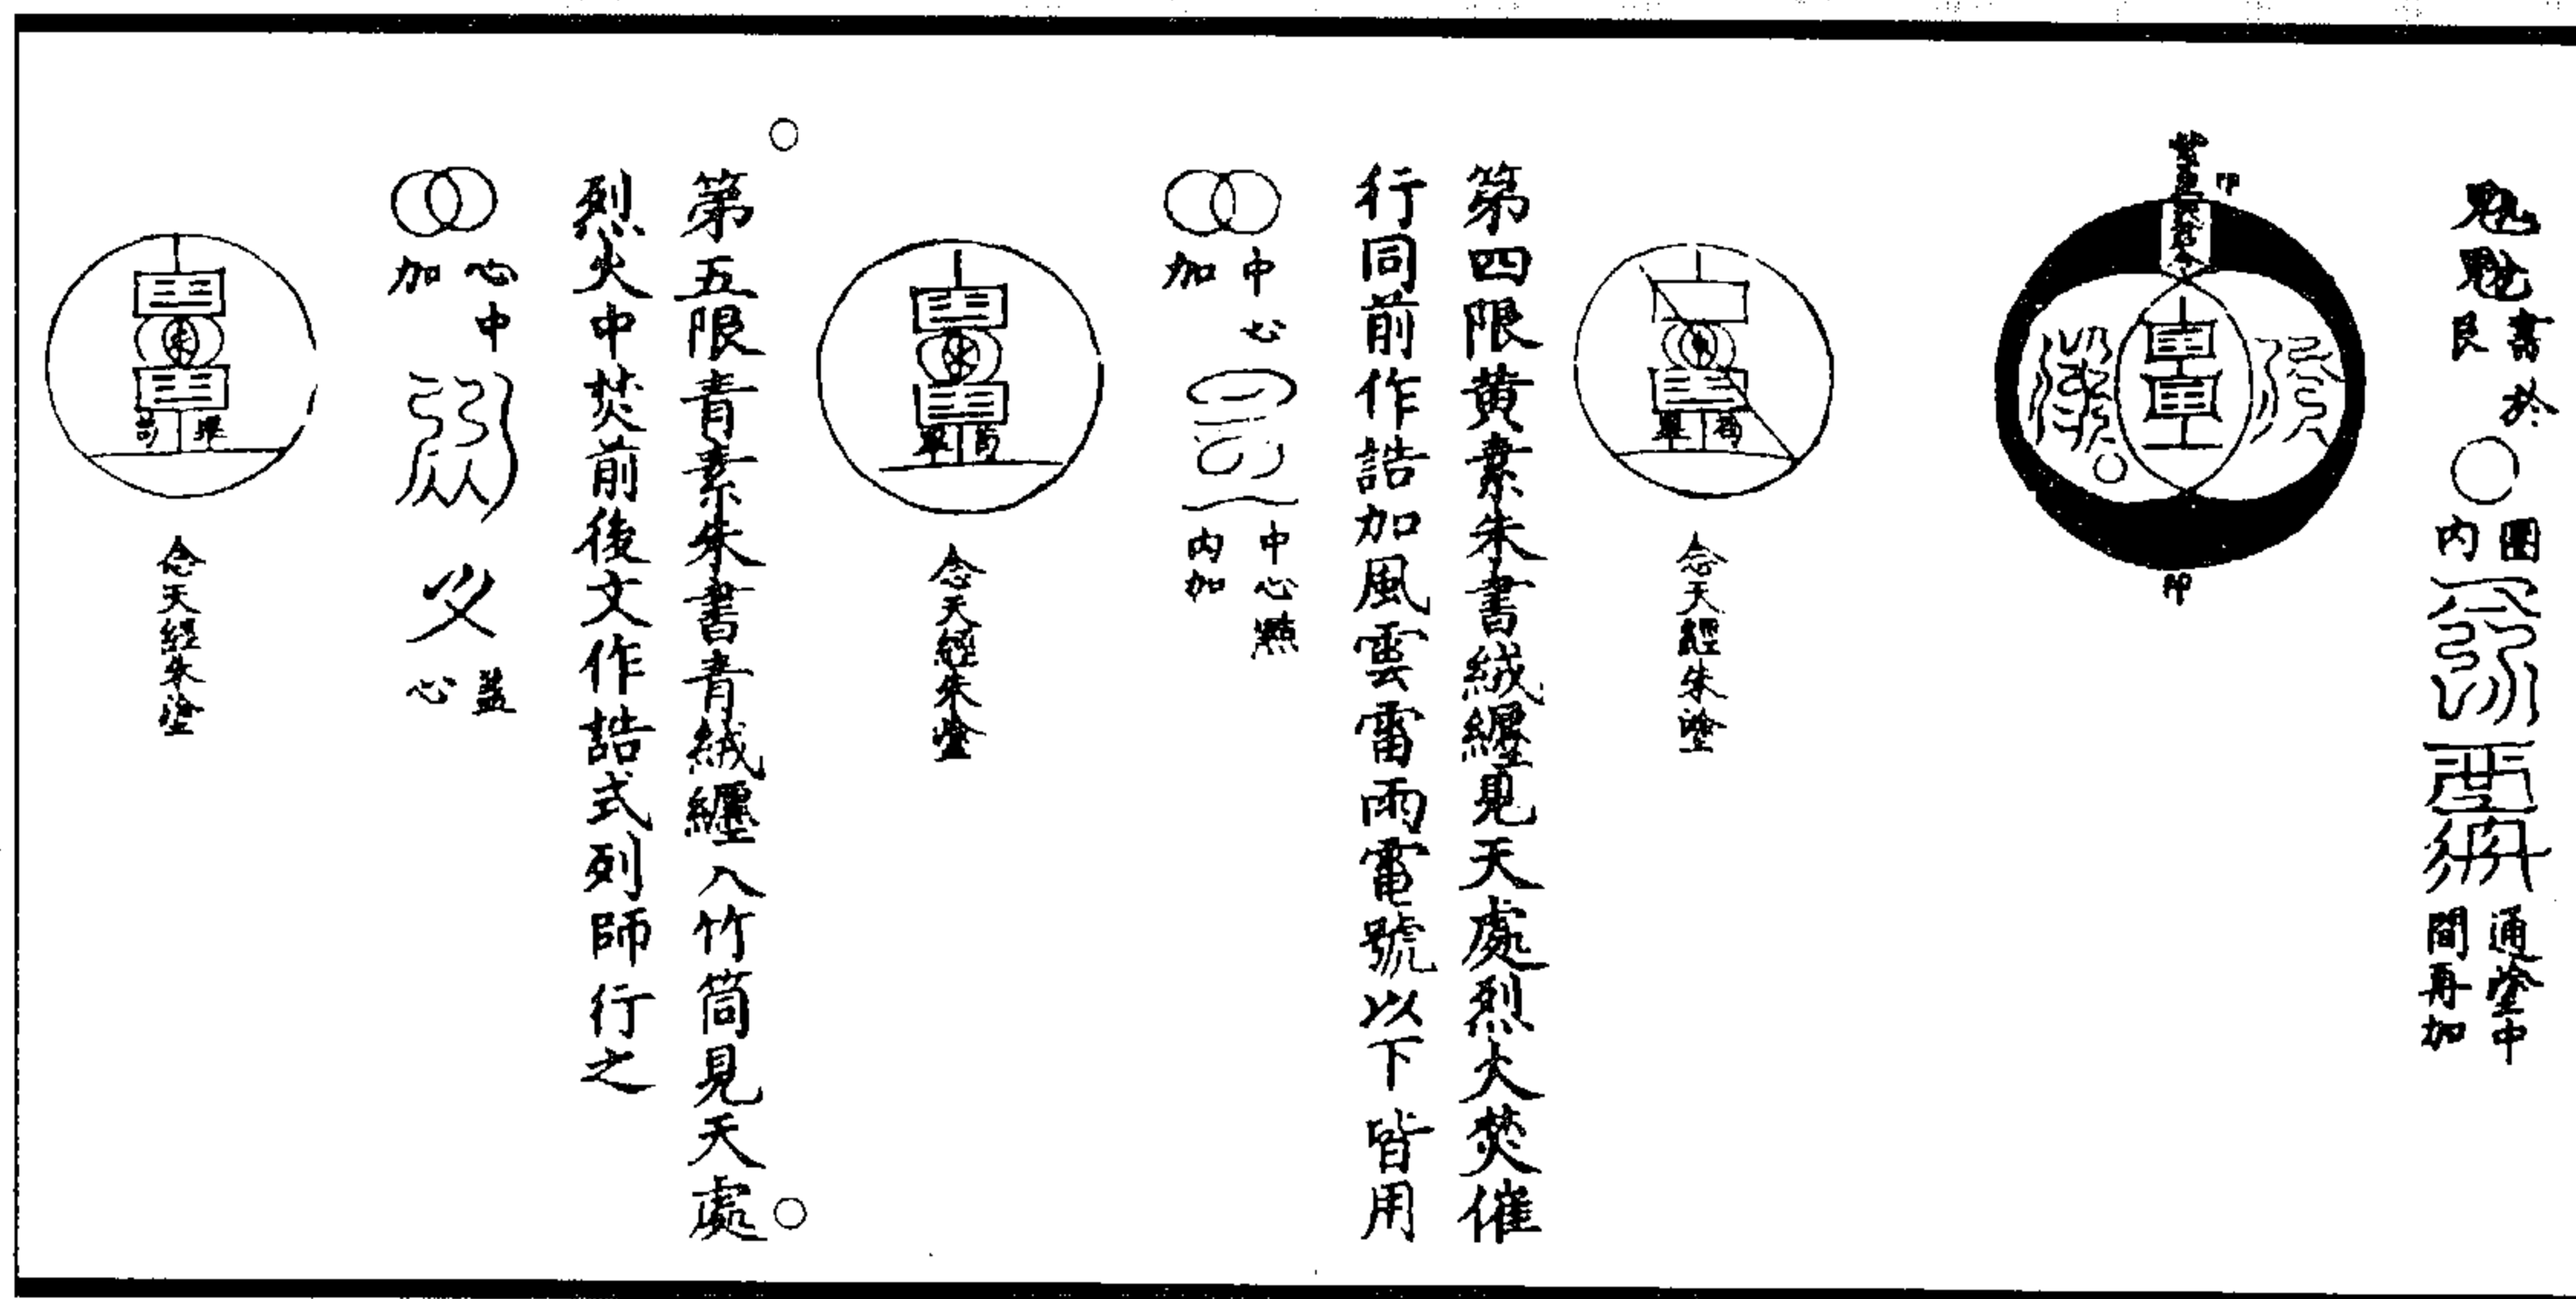 書於
艮
圍
内
通塗中
間再加
印
印
念天經朱塗
第四限黄素朱書絨纏見天處烈火焚催
行同前作誥加風雲雷雨電號以下皆用
中心
加
中心點
内加
念天經朱塗
第五限青素朱書青絨纏入竹筒見天處
烈火中焚前後文作誥式列師行之
心中
加
蓋
心
念天經朱塗